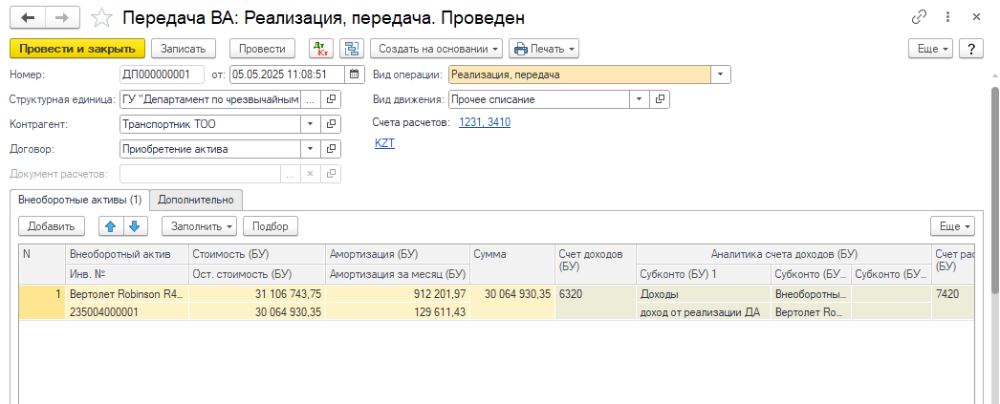 Передача ВА: Реализация, передача. Проведен
Провести и закрыть Записать Провести Дт Кт Создать на основании Печать Еще ?
Номер: ДП000000001 от: 05.05.2025 11:08:51 Вид операции: Реализация, передача
Структурная единица: ГУ "Департамент по чрезвычайным ... Вид движения: Прочее списание
Контрагент: Транспортник ТОО Счета расчетов: 1231, 3410
Договор: Приобретение актива KZT
Документ расчетов: ...
Внеоборотные активы (1) Дополнительно
Добавить Заполнить Подбор Еще
N Внеоборотный актив Стоимость (БУ) Амортизация (БУ) Сумма Счет доходов (БУ) Аналитика счета доходов (БУ) Счет рас (БУ)
Инв. № Ост. стоимость (БУ) Амортизация за месяц (БУ) Субконто (БУ) 1 Субконто (БУ... Субконто (БУ...
1 Вертолет Robinson R4... 31 106 743,75 912 201,97 30 064 930,35 6320 Доходы Внеоборотны... 7420
235004000001 30 064 930,35 129 611,43 доход от реализации ДА Вертолет Ro...